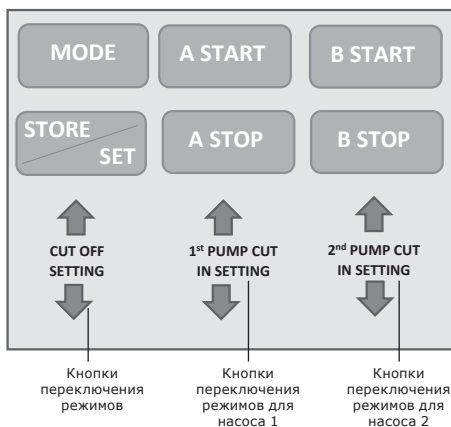 MODE A START B START
STORE
SET
A STOP B STOP
CUT OFF
SETTING
1st PUMP CUT
IN SETTING
2nd PUMP CUT
IN SETTING
Кнопки
переключения
режимов
Кнопки
переключения
режимов для
насоса 1
Кнопки
переключения
режимов для
насоса 2